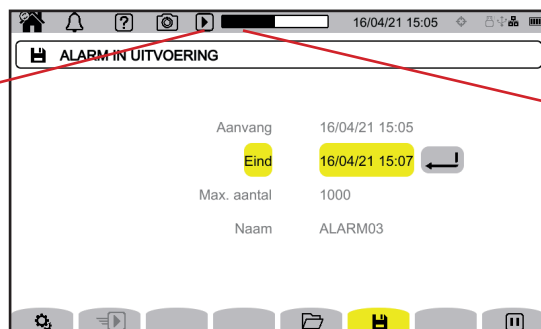 16/04/21 15:05
ALARM IN UITVOERING
Aanvang 16/04/21 15:05
Eind 16/04/21 15:07
Max. aantal 1000
Naam ALARM03